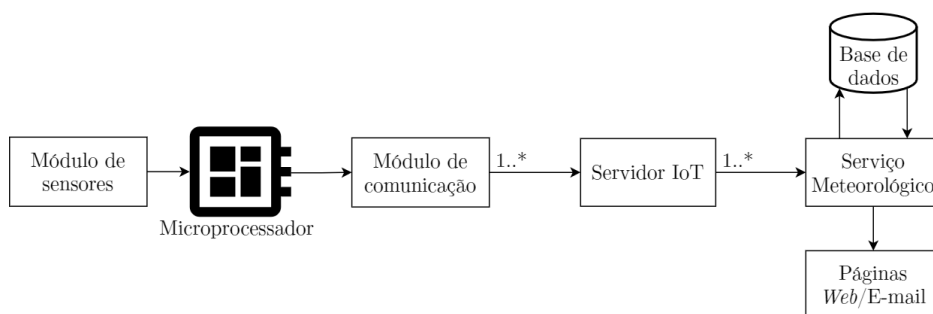 Base de
dados
Módulo de
sensores
Microprocessador
Módulo de
comunicação
1..*
Servidor IoT
1..*
Serviço
Meteorológico
Páginas
Web/E-mail